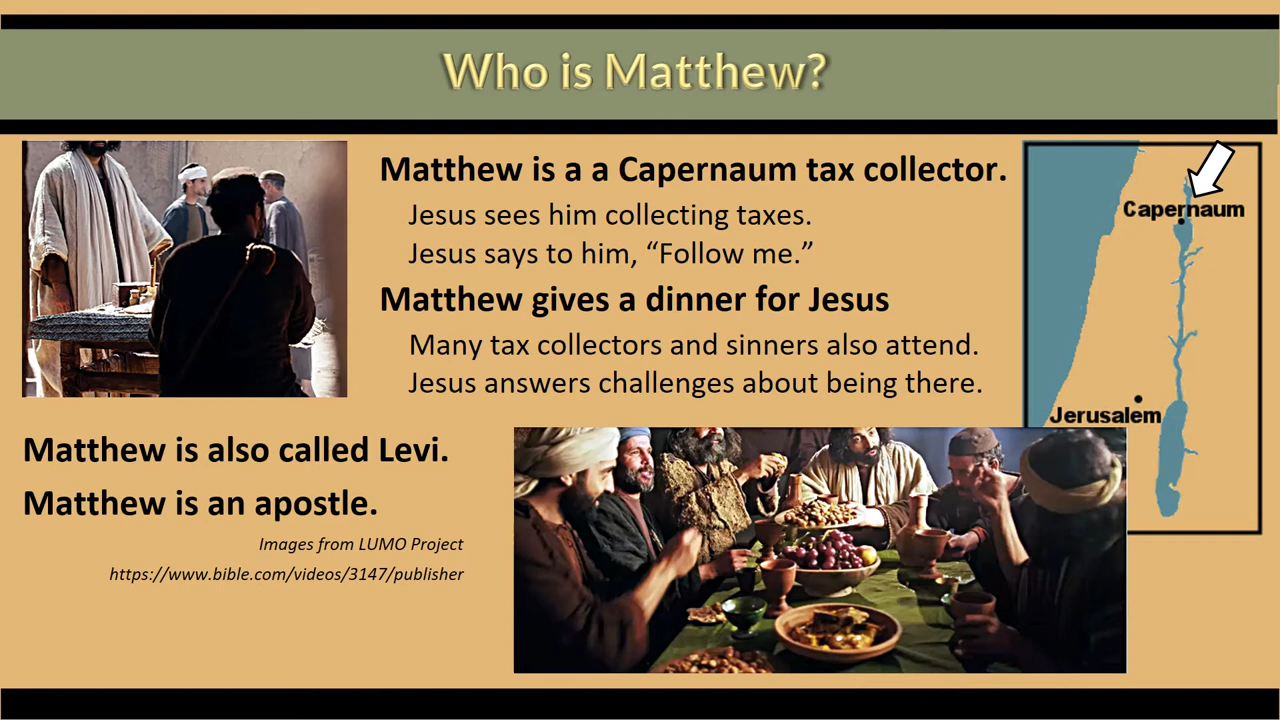 Who is Matthew?
Matthew is a a Capernaum tax collector.
Jesus sees him collecting taxes.
Jesus says to him, “Follow me.”
Matthew gives a dinner for Jesus
Many tax collectors and sinners also attend.
Jesus answers challenges about being there.
Capernaum
Jerusalem
Matthew is also called Levi.
Matthew is an apostle.
Images from LUMO Project
https://www.bible.com/videos/3147/publisher